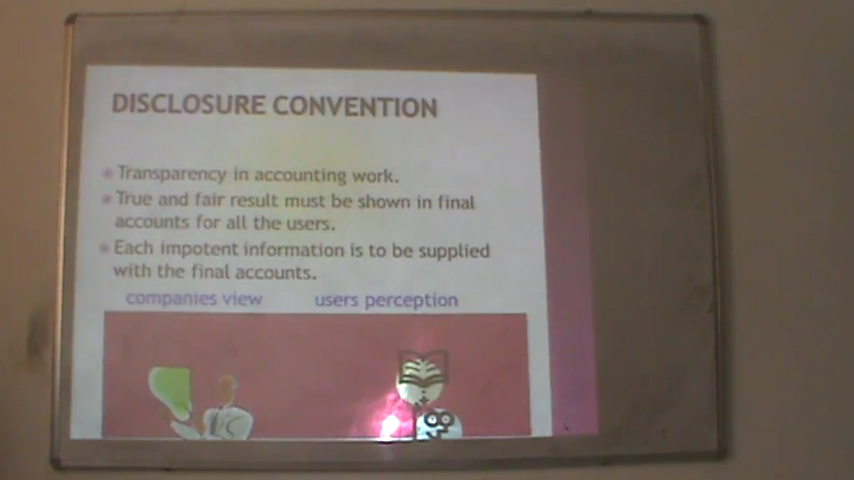 DISCLOSURE CONVENTION
Transparency in accounting work.
True and fair result must be shown in final
accounts for all the users.
Each impotent information is to be supplied
with the final accounts.
companies view users perception